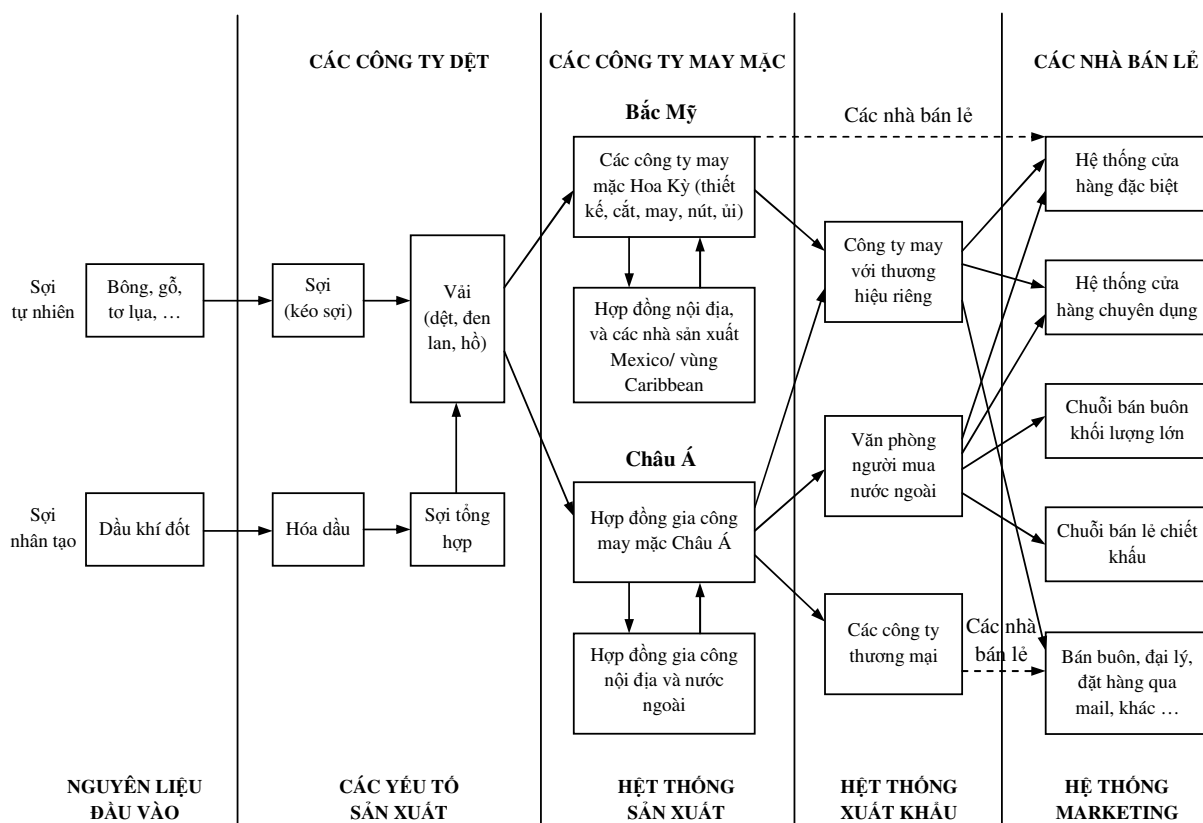 CÁC CÔNG TY DỆT
CÁC CÔNG TY MAY MẶC
CÁC NHÀ BÁN LẺ
Bắc Mỹ
Các nhà bán lẻ
Sợi
tự nhiên
Bông, gỗ,
tơ lụa, …
Sợi
(kéo sợi)
Vải
(dệt, đen
lan, hồ)
Các công ty may
mặc Hoa Kỳ (thiết
kế, cắt, may, nút, ủi)
Hợp đồng nội địa,
và các nhà sản xuất
Mexico/ vùng
Caribbean
Công ty may
với thương
hiệu riêng
Hệ thống cửa
hàng đặc biệt
Hệ thống cửa
hàng chuyên dụng
Chuỗi bán buôn
khối lượng lớn
Sợi
nhân tạo
Dầu khí đốt
Hóa dầu
Sợi tổng
hợp
Châu Á
Hợp đồng gia công
may mặc Châu Á
Hợp đồng gia công
nội địa và nước
ngoài
Văn phòng
người mua
nước ngoài
Các công ty
thương mại
Các nhà
bán lẻ
Chuỗi bán lẻ chiết
khấu
Bán buôn, đại lý,
đặt hàng qua
mail, khác …
NGUYÊN LIỆU
ĐẦU VÀO
CÁC YẾU TỐ
SẢN XUẤT
HỆT THỐNG
SẢN XUẤT
HỆT THỐNG
XUẤT KHẨU
HỆ THỐNG
MARKETING